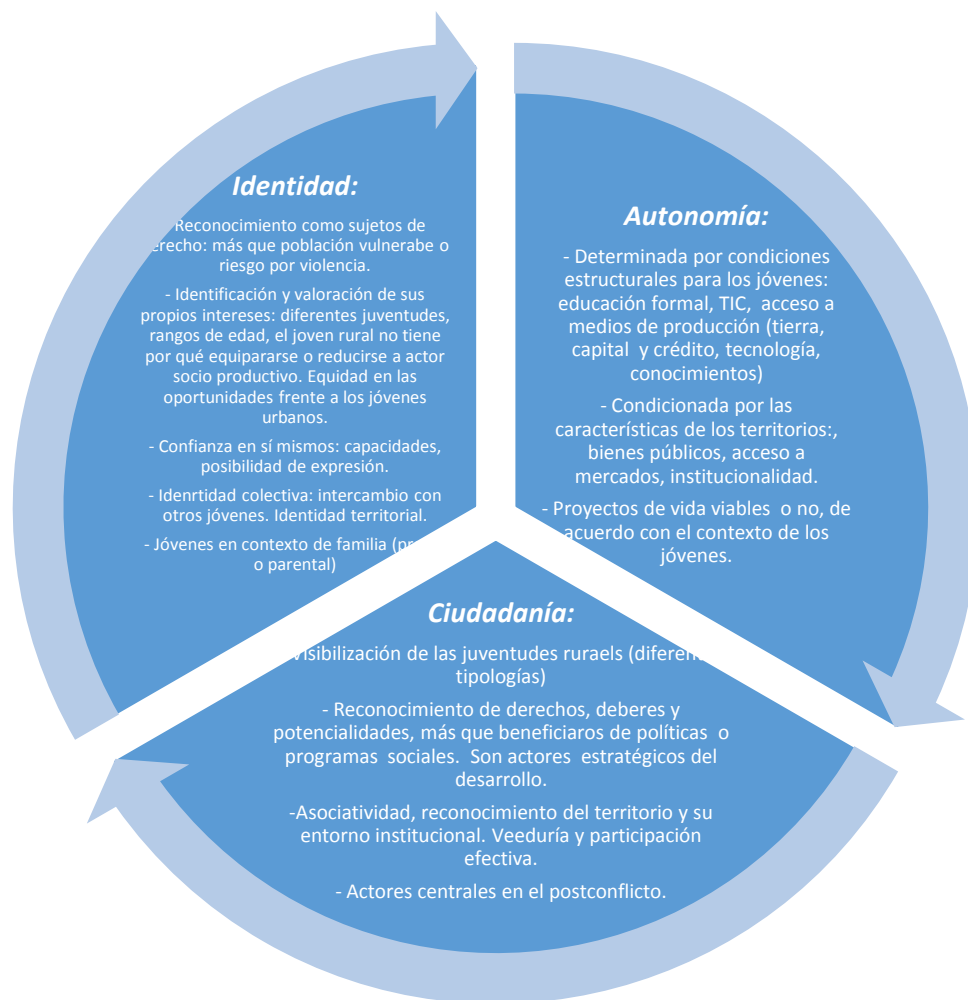 Identidad:
Reconocimiento como sujetos de
erecho: más que población vulnerabe o
riesgo por violencia.
- Identificación y valoración de sus
propios intereses: diferentes juventudes,
rangos de edad, el joven rural no tiene
por qué equipararse o reducirse a actor
socio productivo. Equidad en las
oportunidades frente a los jóvenes
urbanos.
- Confianza en sí mismos: capacidades,
posibilidad de expresión.
- Idenrtidad colectiva: intercambio con
otros jóvenes. Identidad territorial.
- Jóvenes en contexto de familia
o parental)
Autonomía:
- Determinada por condiciones
estructurales para los jóvenes:
educación formal, TIC, acceso a
medios de producción (tierra,
capital y crédito, tecnología,
conocimientos)
- Condicionada por las
características de los territorios:,
bienes públicos, acceso a
mercados, institucionalidad.
- Proyectos de vida viables o no, de
acuerdo con el contexto de los
jóvenes.
Ciudadanía:
Visibilización de las juventudes ruraels
tipologías)
- Reconocimiento de derechos, deberes y
potencialidades, más que beneficiaros de políticas o
programas sociales. Son actores estratégicos del
desarrollo.
-Asociatividad, reconocimiento del territorio y su
entorno institucional. Veeduría y participación
efectiva.
- Actores centrales en el postconflicto.